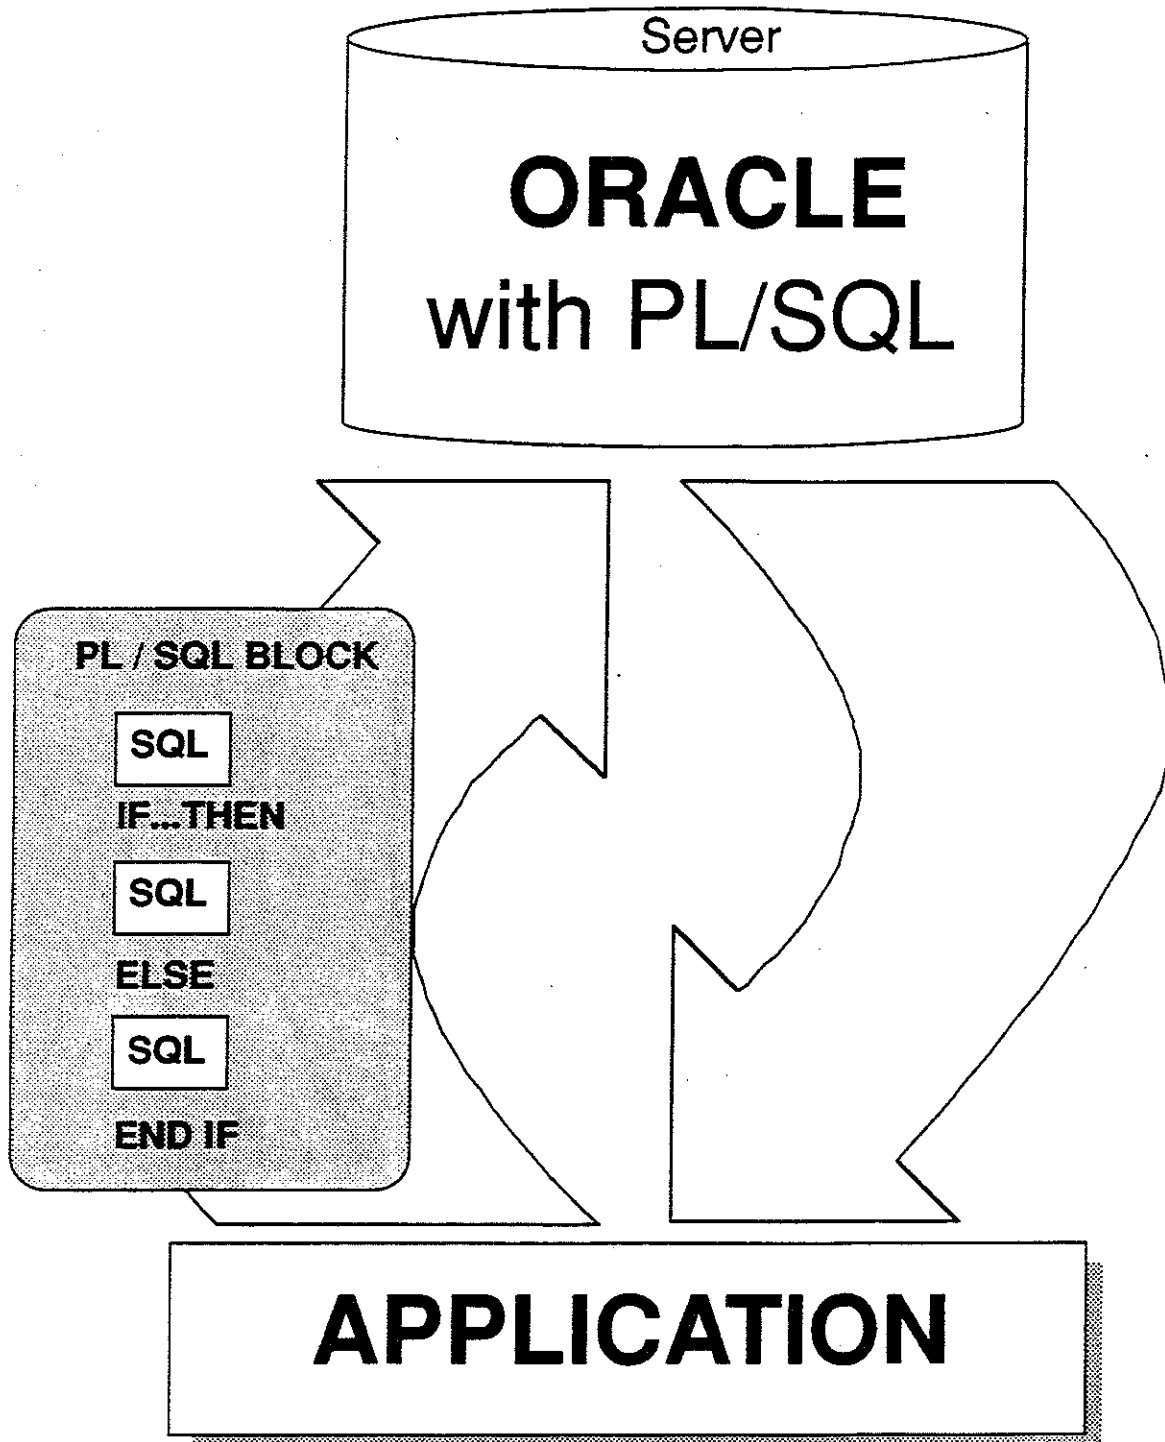 Server
ORACLE
with PL/SQL
PL / SQL BLOCK
SQL
IF...THEN
SQL
ELSE
SQL
END IF
APPLICATION